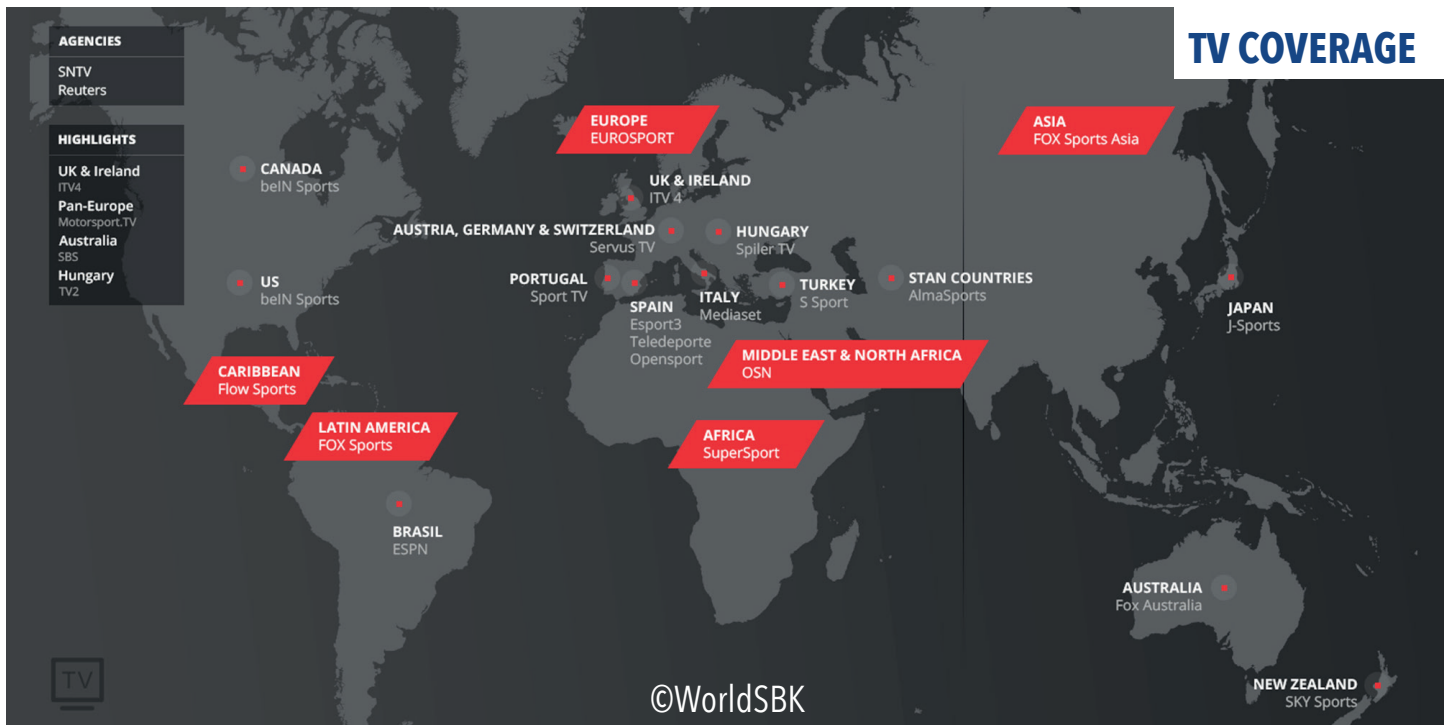 TV COVERAGE
AGENCIES
SNTV
Reuters
HIGHLIGHTS
UK & Ireland
ITV4
Pan-Europe
Motorsport.TV
Australia
SBS
Hungary
TV2
EUROPE
EUROSPORT
ASIA
FOX Sports Asia
CANADA
beIN Sports
UK & IRELAND
ITV 4
AUSTRIA, GERMANY & SWITZERLAND
Servus TV
HUNGARY
Spiler TV
US
beIN Sports
PORTUGAL
Sport TV
SPAIN
Esport3
Teledeporte
Opensport
ITALY
Mediaset
TURKEY
S Sport
STAN COUNTRIES
AlmaSports
JAPAN
J-Sports
CARIBBEAN
Flow Sports
MIDDLE EAST & NORTH AFRICA
OSN
LATIN AMERICA
FOX Sports
AFRICA
SuperSport
BRASIL
ESPN
AUSTRALIA
Fox Australia
NEW ZEALAND
SKY Sports
TV
©WorldSBK